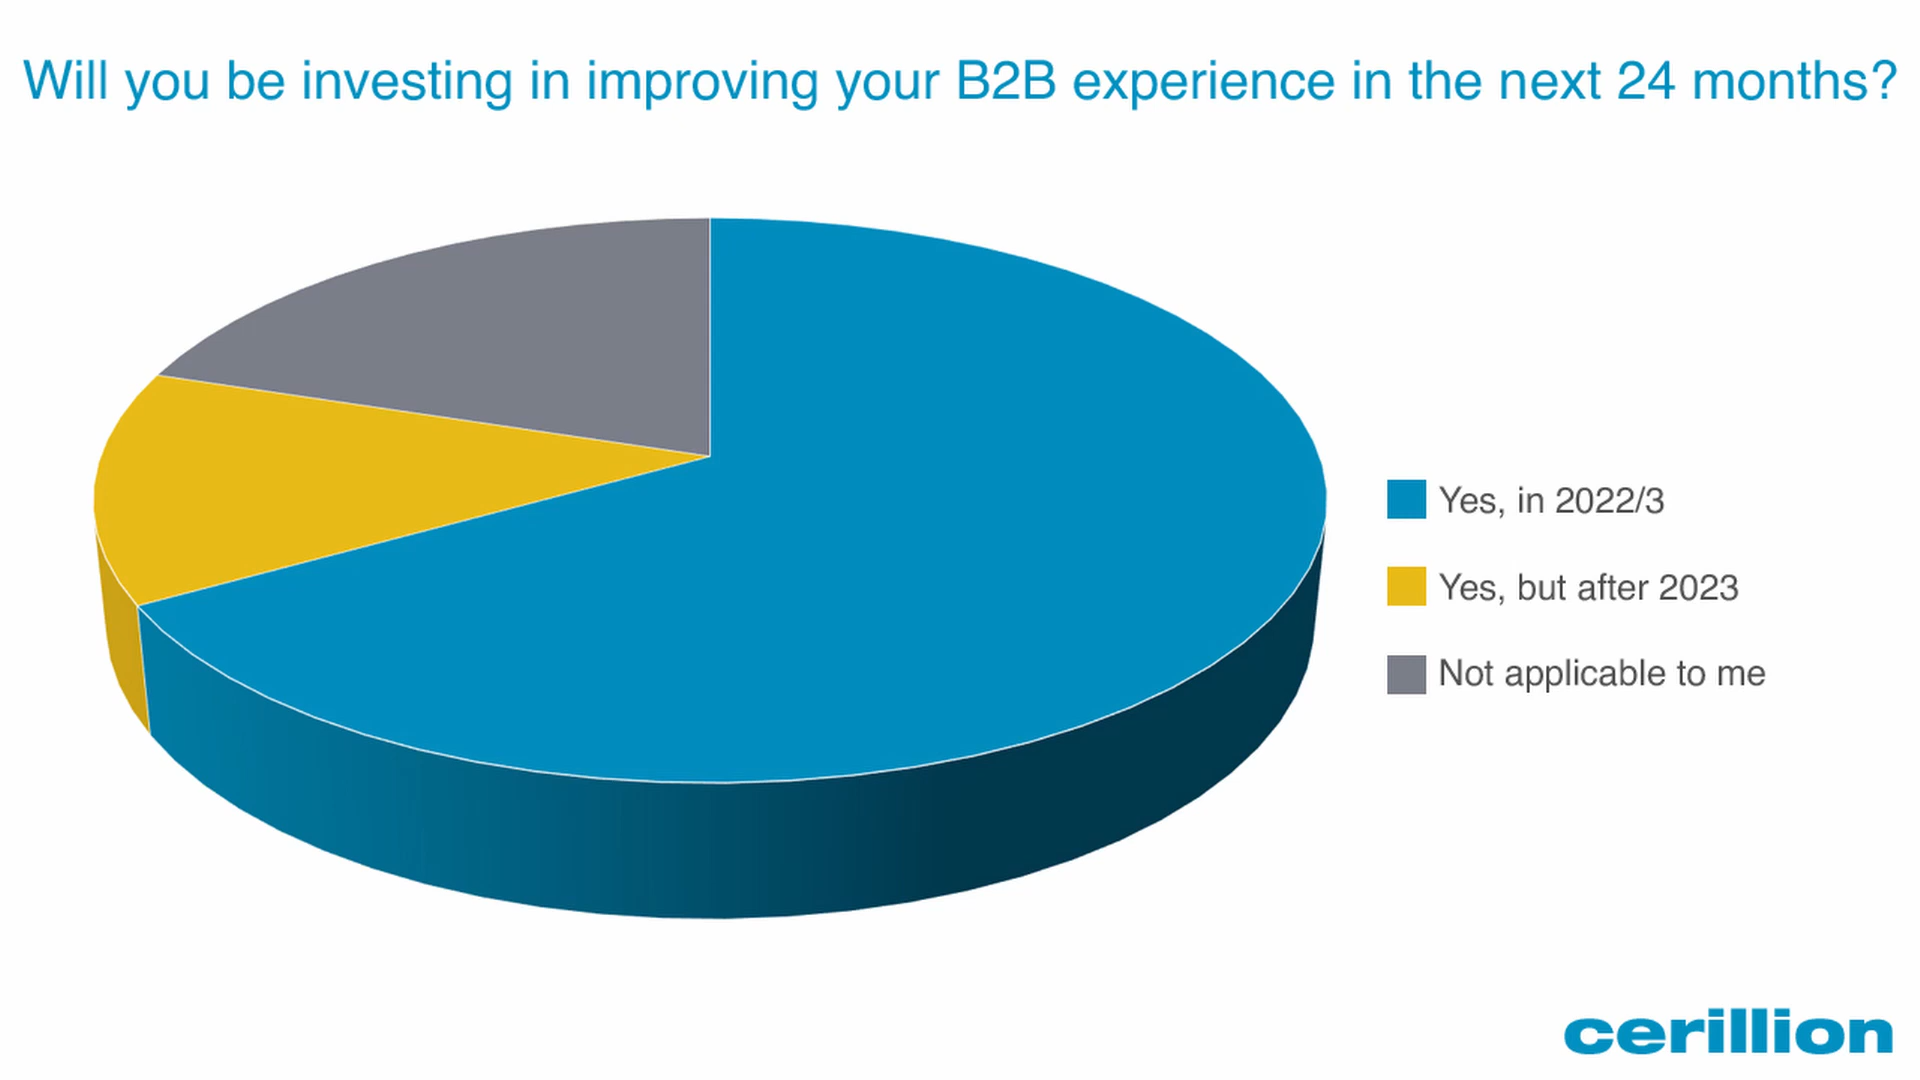 Will you be investing in improving your B2B experience in the next 24 months?
Yes, in 2022/3
Yes, but after 2023
Not applicable to me
cerillion